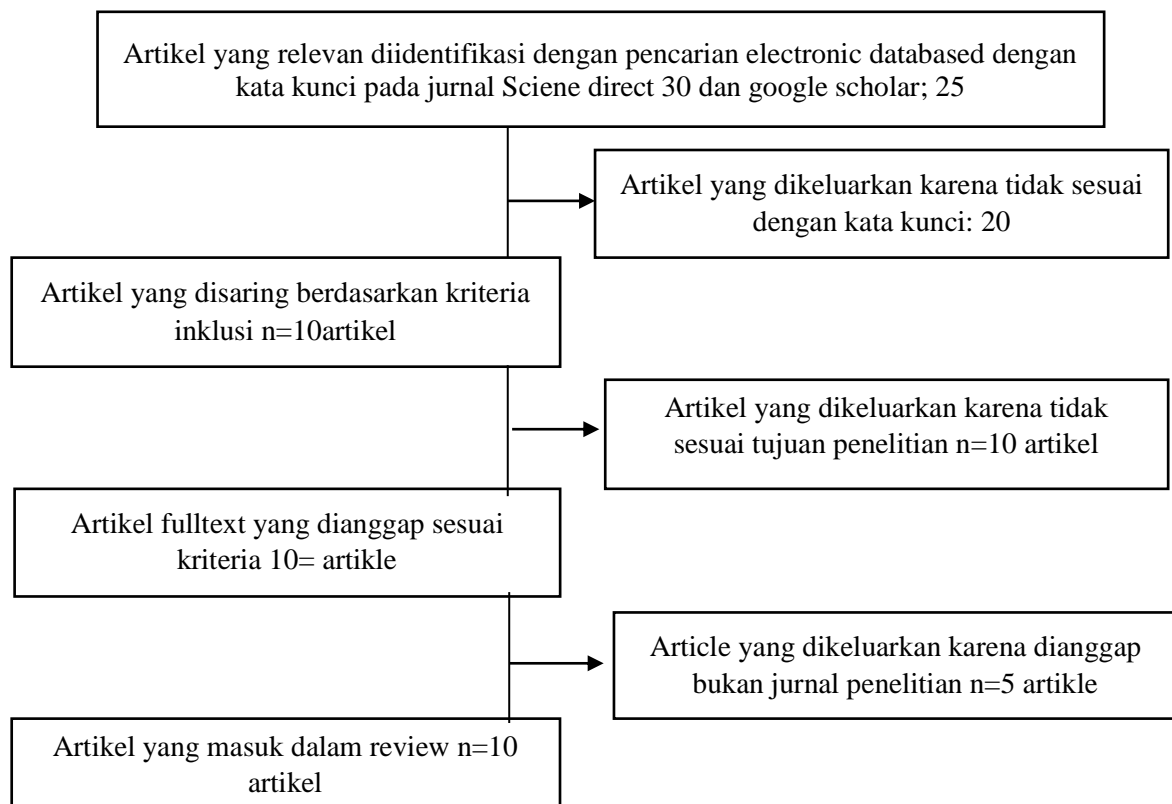 Artikel yang relevan diidentifikasi dengan pencarian electronic databased dengan
kata kunci pada jurnal Sciene direct 30 dan google scholar; 25
Artikel yang dikeluarkan karena tidak sesuai
dengan kata kunci: 20
Artikel yang disaring berdasarkan kriteria
inklusi n=10artikel
Artikel yang dikeluarkan karena tidak
sesuai tujuan penelitian n=10 artikel
Artikel fulltext yang dianggap sesuai
kriteria 10= artikle
Article yang dikeluarkan karena dianggap
bukan jurnal penelitian n=5 artikle
Artikel yang masuk dalam review n=10
artikel